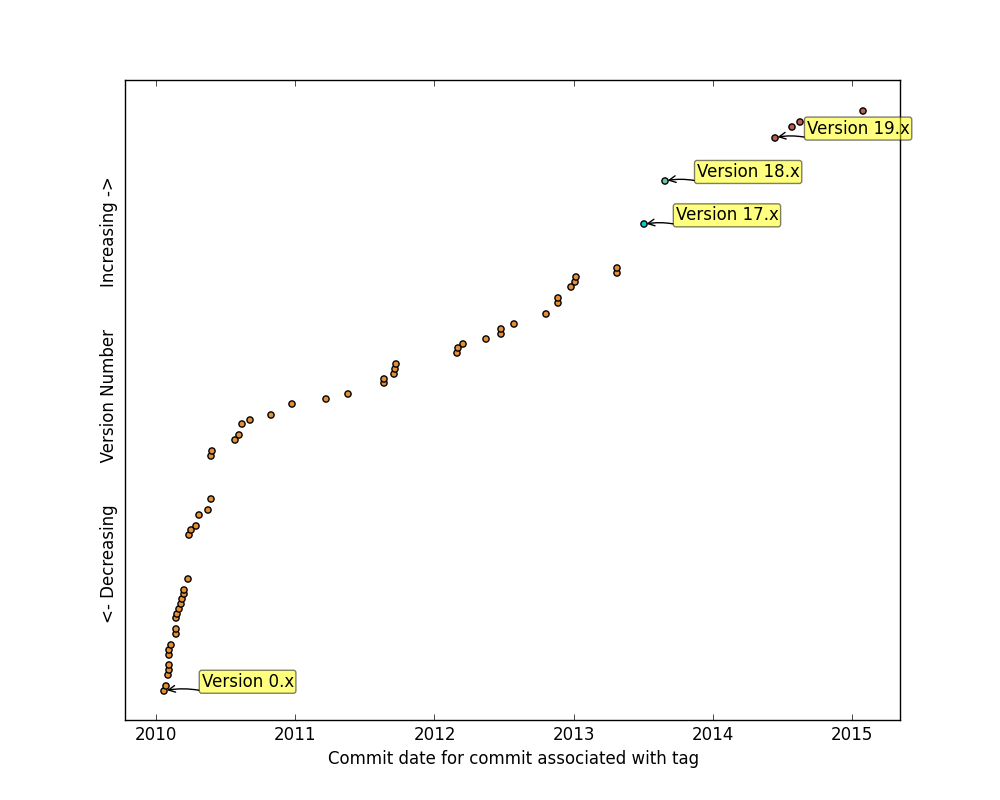 Version 19.x
Version 18.x
Version 17.x
Version 0.x
<- Decreasing Version Number Increasing ->
2010 2011 2012 2013 2014 2015
Commit date for commit associated with tag